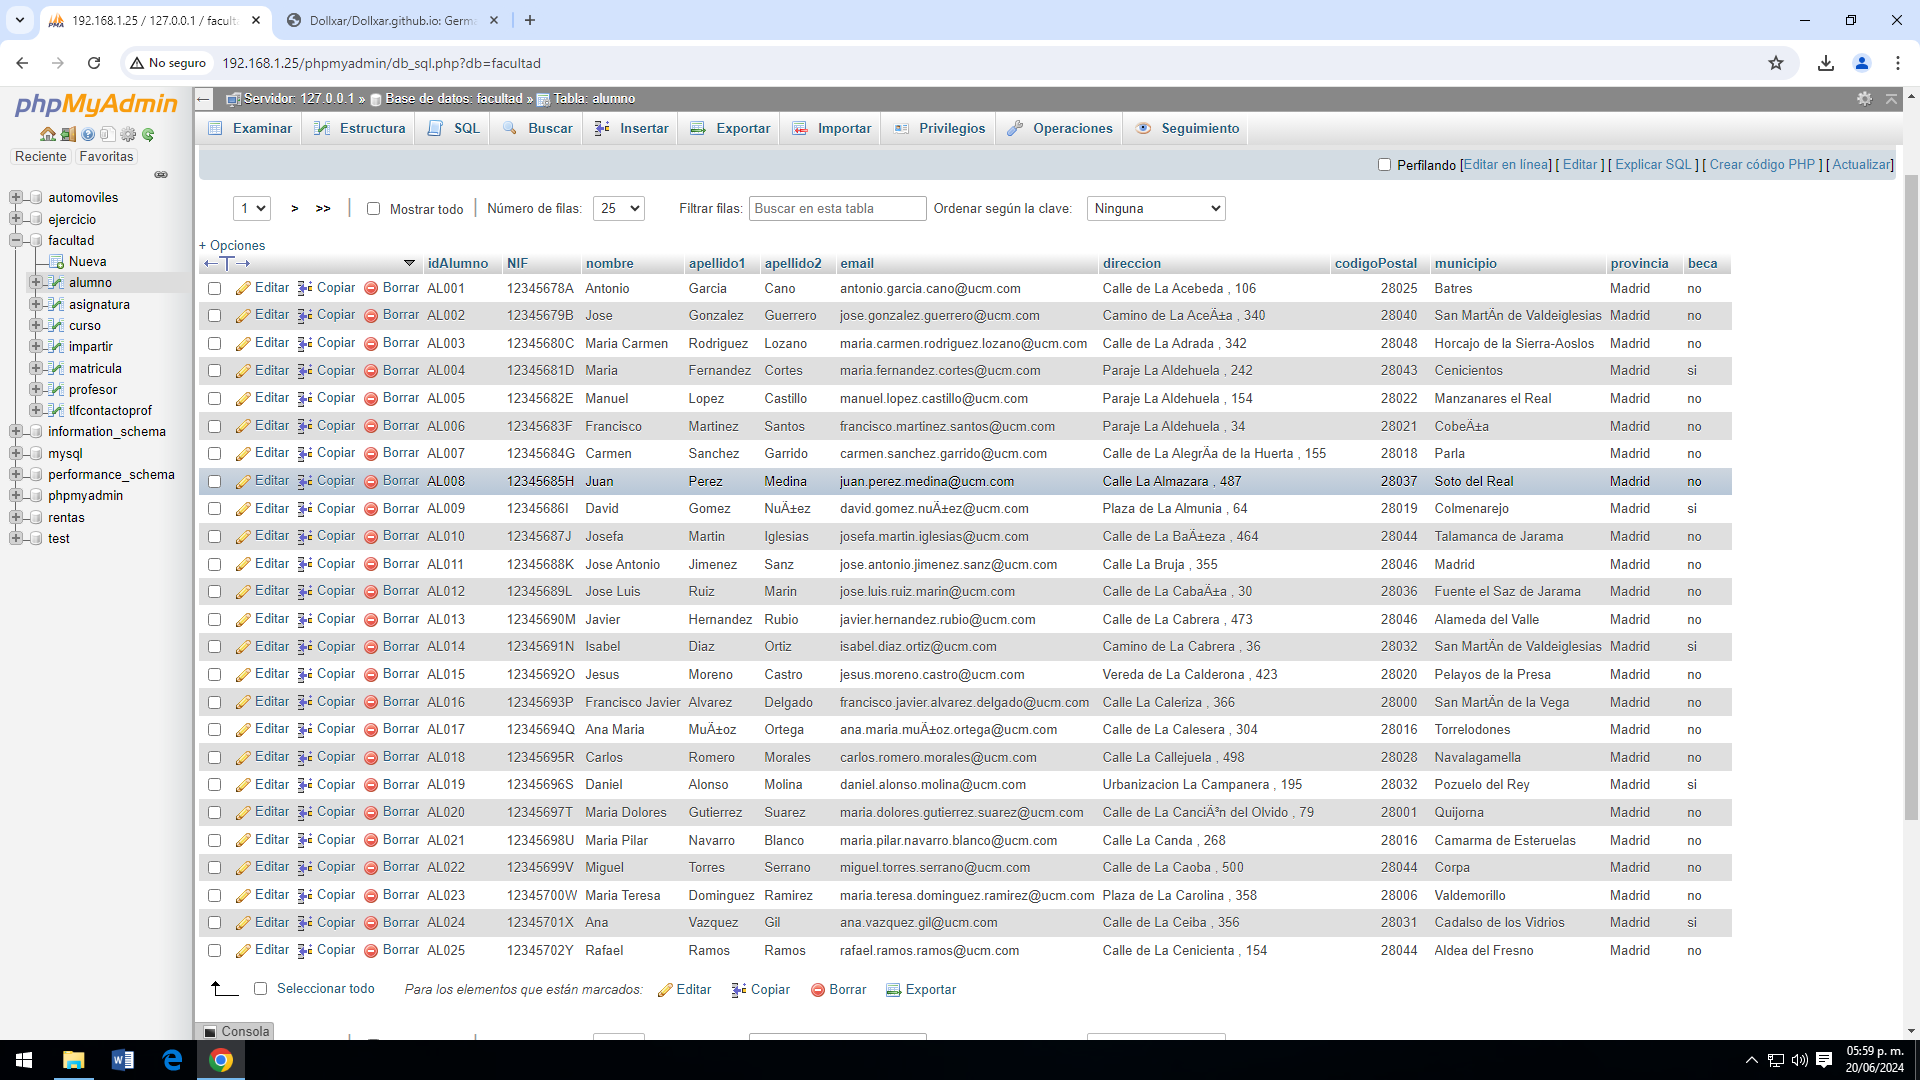 192.168.1.25 / 127.0.0.1 / facult
Dollxar/Dollxar.github.io: Germa
No seguro
192.168.1.25/phpmyadmin/db_sql.php?db=facultad
phpMyAdmin
Reciente Favoritas
automoviles
ejercicio
facultad
Nueva
alumno
asignatura
curso
impartir
matricula
profesor
tlfcontactoprof
information_schema
mysql
performance_schema
phpmyadmin
rentas
test
Servidor: 127.0.0.1 » Base de datos: facultad » Tabla: alumno
Examinar Estructura SQL Buscar Insertar Exportar Importar Privilegios Operaciones Seguimiento
Perfilando [Editar en línea] [ Editar ] [ Explicar SQL ] [ Crear código PHP ] [ Actualizar]
1 > >> Mostrar todo Número de filas: 25 Filtrar filas: Buscar en esta tabla Ordenar según la clave: Ninguna
+ Opciones
←T→ idAlumno NIF nombre apellido1 apellido2 email direccion codigoPostal municipio provincia beca
Editar Copiar Borrar AL001 12345678A Antonio Garcia Cano antonio.garcia.cano@ucm.com Calle de La Acebeda , 106 28025 Batres Madrid no
Editar Copiar Borrar AL002 12345679B Jose Gonzalez Guerrero jose.gonzalez.guerrero@ucm.com Camino de La AceÃ±a , 340 28040 San MartÃn de Valdeiglesias Madrid no
Editar Copiar Borrar AL003 12345680C Maria Carmen Rodriguez Lozano maria.carmen.rodriguez.lozano@ucm.com Calle de La Adrada , 342 28048 Horcajo de la Sierra-Aoslos Madrid no
Editar Copiar Borrar AL004 12345681D Maria Fernandez Cortes maria.fernandez.cortes@ucm.com Paraje La Aldehuela , 242 28043 Cenicientos Madrid si
Editar Copiar Borrar AL005 12345682E Manuel Lopez Castillo manuel.lopez.castillo@ucm.com Paraje La Aldehuela , 154 28022 Manzanares el Real Madrid no
Editar Copiar Borrar AL006 12345683F Francisco Martinez Santos francisco.martinez.santos@ucm.com Paraje La Aldehuela , 34 28021 CobeÃ±a Madrid no
Editar Copiar Borrar AL007 12345684G Carmen Sanchez Garrido carmen.sanchez.garrido@ucm.com Calle de La AlegrÃa de la Huerta , 155 28018 Parla Madrid no
Editar Copiar Borrar AL008 12345685H Juan Perez Medina juan.perez.medina@ucm.com Calle La Almazara , 487 28037 Soto del Real Madrid no
Editar Copiar Borrar AL009 12345686I David Gomez NuÃ±ez david.gomez.nuÃ±ez@ucm.com Plaza de La Almunia , 64 28019 Colmenarejo Madrid si
Editar Copiar Borrar AL010 12345687J Josefa Martin Iglesias josefa.martin.iglesias@ucm.com Calle de La BaÃ±eza , 464 28044 Talamanca de Jarama Madrid no
Editar Copiar Borrar AL011 12345688K Jose Antonio Jimenez Sanz jose.antonio.jimenez.sanz@ucm.com Calle La Bruja , 355 28046 Madrid Madrid no
Editar Copiar Borrar AL012 12345689L Jose Luis Ruiz Marin jose.luis.ruiz.marin@ucm.com Calle de La CabaÃ±a , 30 28036 Fuente el Saz de Jarama Madrid no
Editar Copiar Borrar AL013 12345690M Javier Hernandez Rubio javier.hernandez.rubio@ucm.com Calle de La Cabrera , 473 28046 Alameda del Valle Madrid no
Editar Copiar Borrar AL014 12345691N Isabel Diaz Ortiz isabel.diaz.ortiz@ucm.com Camino de La Cabrera , 36 28032 San MartÃn de Valdeiglesias Madrid si
Editar Copiar Borrar AL015 12345692O Jesus Moreno Castro jesus.moreno.castro@ucm.com Vereda de La Calderona , 423 28020 Pelayos de la Presa Madrid no
Editar Copiar Borrar AL016 12345693P Francisco Javier Alvarez Delgado francisco.javier.alvarez.delgado@ucm.com Calle La Caleriza , 366 28000 San MartÃn de la Vega Madrid no
Editar Copiar Borrar AL017 12345694Q Ana Maria MuÃ±oz Ortega ana.maria.muÃ±oz.ortega@ucm.com Calle de La Calesera , 304 28016 Torrelodones Madrid no
Editar Copiar Borrar AL018 12345695R Carlos Romero Morales carlos.romero.morales@ucm.com Calle La Callejuela , 498 28028 Navalagamella Madrid no
Editar Copiar Borrar AL019 12345696S Daniel Alonso Molina daniel.alonso.molina@ucm.com Urbanizacion La Campanera , 195 28032 Pozuelo del Rey Madrid si
Editar Copiar Borrar AL020 12345697T Maria Dolores Gutierrez Suarez maria.dolores.gutierrez.suarez@ucm.com Calle de La CanciÃ³n del Olvido , 79 28001 Quijorna Madrid no
Editar Copiar Borrar AL021 12345698U Maria Pilar Navarro Blanco maria.pilar.navarro.blanco@ucm.com Calle La Canda , 268 28016 Camarma de Esteruelas Madrid no
Editar Copiar Borrar AL022 12345699V Miguel Torres Serrano miguel.torres.serrano@ucm.com Calle de La Caoba , 500 28044 Corpa Madrid no
Editar Copiar Borrar AL023 12345700W Maria Teresa Dominguez Ramirez maria.teresa.dominguez.ramirez@ucm.com Plaza de La Carolina , 358 28006 Valdemorillo Madrid no
Editar Copiar Borrar AL024 12345701X Ana Vazquez Gil ana.vazquez.gil@ucm.com Calle de La Ceiba , 356 28031 Cadalso de los Vidrios Madrid si
Editar Copiar Borrar AL025 12345702Y Rafael Ramos Ramos rafael.ramos.ramos@ucm.com Calle de La Cenicienta , 154 28044 Aldea del Fresno Madrid no
Seleccionar todo Para los elementos que están marcados: Editar Copiar Borrar Exportar
Consola
05:59 p. m.
20/06/2024